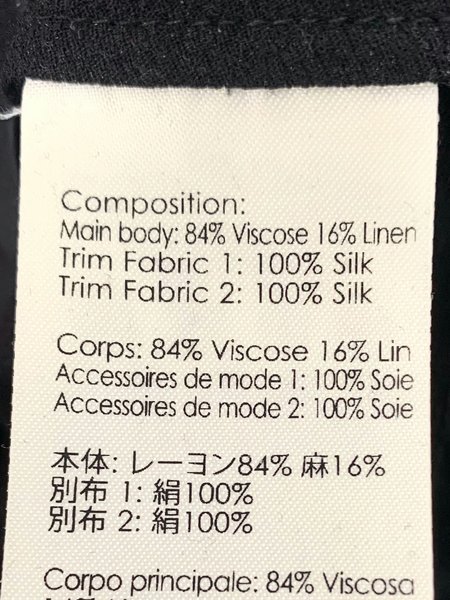 Composition:
Main body: 84% Viscose 16% Linen
Trim Fabric 1: 100% Silk
Trim Fabric 2: 100% Silk
Corps: 84% Viscose 16% Lin
Accessoires de mode 1: 100% Soie
Accessoires de mode 2: 100% Soie
本体: レーヨン84% 麻16%
別布 1: 絹100%
別布 2: 絹100%
Corpo principale: 84% Viscosa